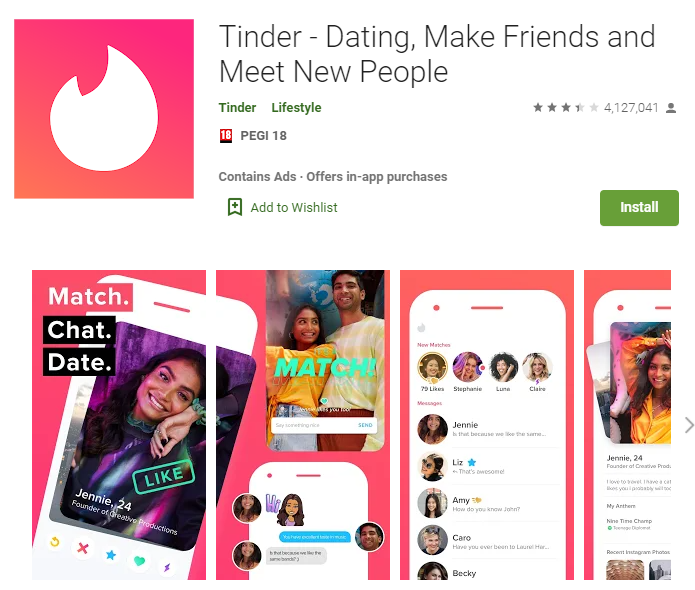 Tinder - Dating, Make Friends and
Meet New People
Tinder Lifestyle
4,127,041
18 PEGI 18
Contains Ads · Offers in-app purchases
Add to Wishlist
Install
Match.
Chat.
Date.
LIKE
Jennie, 24
Founder of Creative Productions
MATCH!
Jennie likes you too!
Say something nice SEND
Hi
You have excellent taste in music
Is that because we like the
same bands? ;)
New Matches
79 Likes Stephanie Luna Claire
Messages
Jennie
Is that because we like the same...
Liz
That's awesome!
Amy
How do you know John?
Caro
Have you ever been to Laurel Har...
Becky
Jennie, 24
Founder of Creative Produ
I love to travel. I have a cat
likes you I probably will too
My Anthem
Nine Time Champ
Teenage Diplomat
Recent Instagram Photos